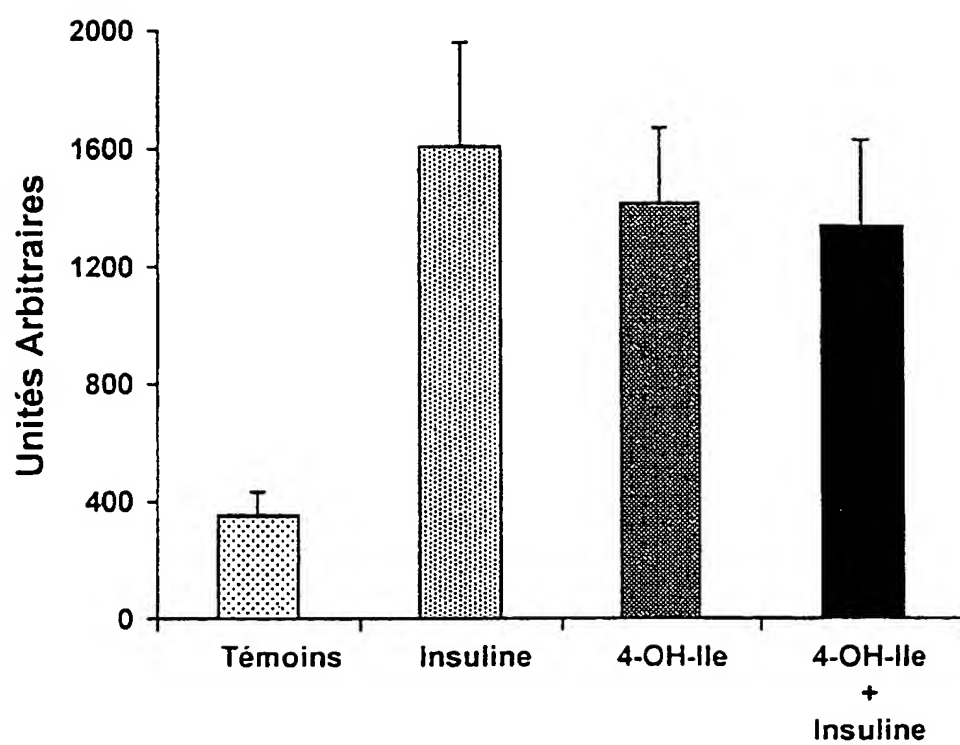 2000
1600
1200
800
400
0
Unités Arbitraires
Témoins
Insuline
4-OH-Ile
4-OH-Ile
+
Insuline